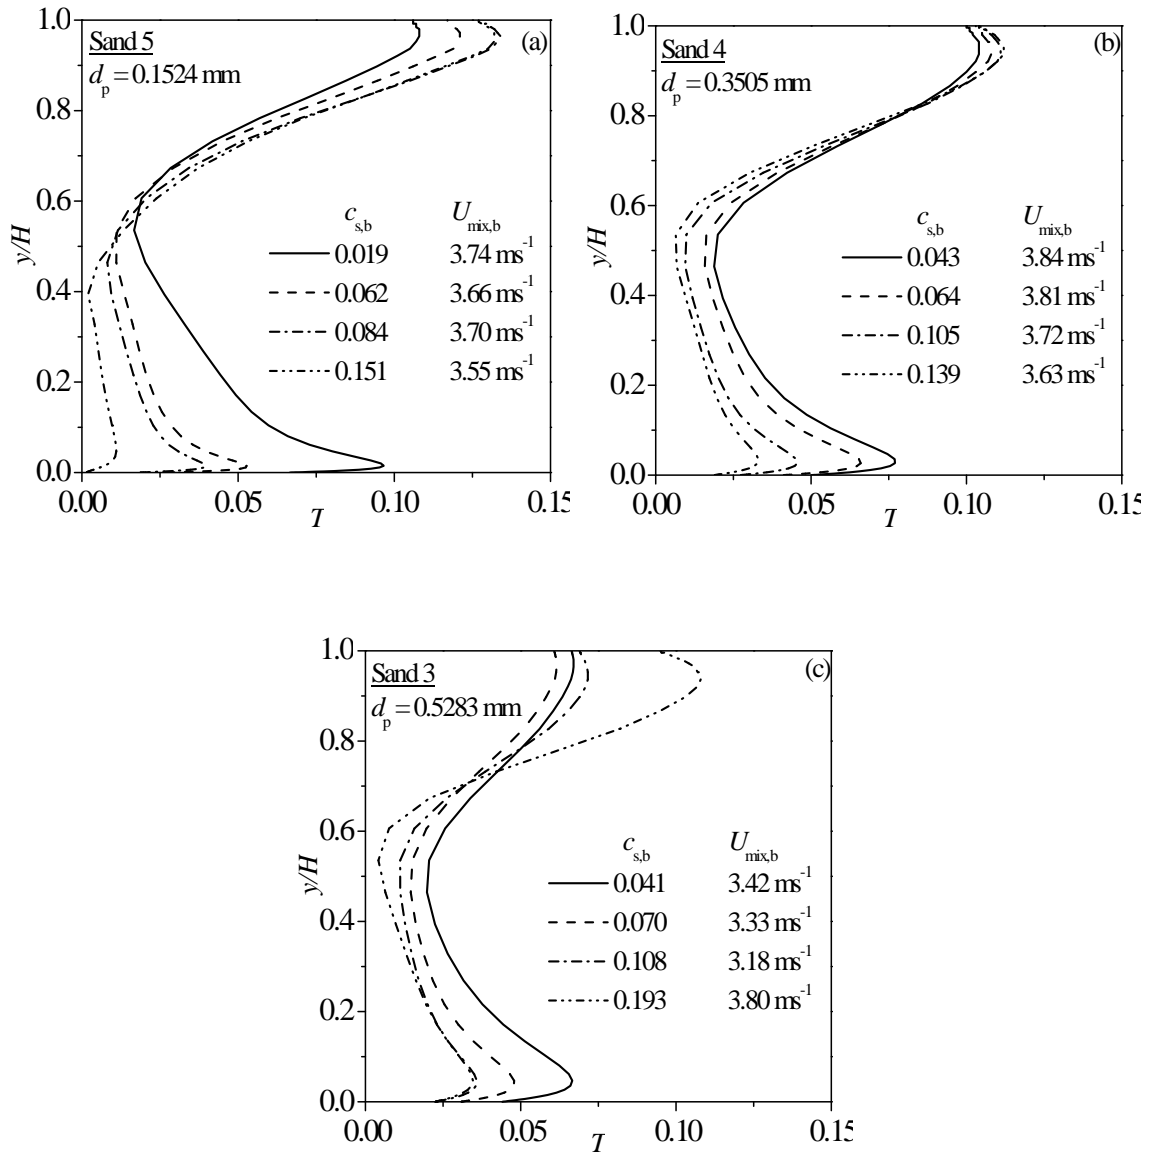 Sand 5
(a)
d_p = 0.1524 mm
c_s,b U_mix,b
0.019 3.74 ms^-1
0.062 3.66 ms^-1
0.084 3.70 ms^-1
0.151 3.55 ms^-1
1.0
0.8
0.6
0.4
0.2
0.0
y/H
0.00 0.05 0.10 0.15
T
Sand 4
(b)
d_p = 0.3505 mm
c_s,b U_mix,b
0.043 3.84 ms^-1
0.064 3.81 ms^-1
0.105 3.72 ms^-1
0.139 3.63 ms^-1
1.0
0.8
0.6
0.4
0.2
0.0
y/H
0.00 0.05 0.10 0.15
T
Sand 3
(c)
d_p = 0.5283 mm
c_s,b U_mix,b
0.041 3.42 ms^-1
0.070 3.33 ms^-1
0.108 3.18 ms^-1
0.193 3.80 ms^-1
1.0
0.8
0.6
0.4
0.2
0.0
y/H
0.00 0.05 0.10 0.15
T